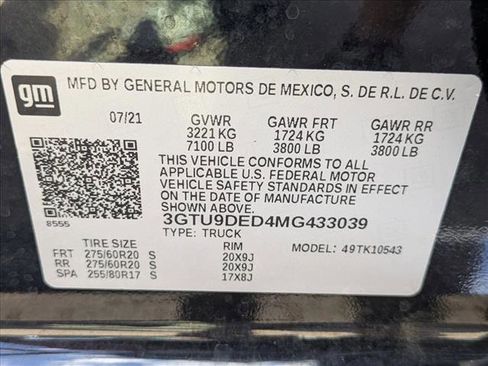 gm
MFD BY GENERAL MOTORS DE MEXICO, S. DE R.L. DE C.V.
07/21 GVWR GAWR FRT GAWR RR
3221 KG 1724 KG 1724 KG
7100 LB 3800 LB 3800 LB
THIS VEHICLE CONFORMS TO ALL
APPLICABLE U.S. FEDERAL MOTOR
VEHICLE SAFETY STANDARDS IN EFFECT
ON THE DATE OF MANUFACTURE
SHOWN ABOVE.
8555 3GTU9DED4MG433039
TYPE: TRUCK MODEL: 49TK10543
TIRE SIZE RIM
FRT 275/60R20 S 20X9J
RR 275/60R20 S 20X9J
SPA 255/80R17 S 17X8J